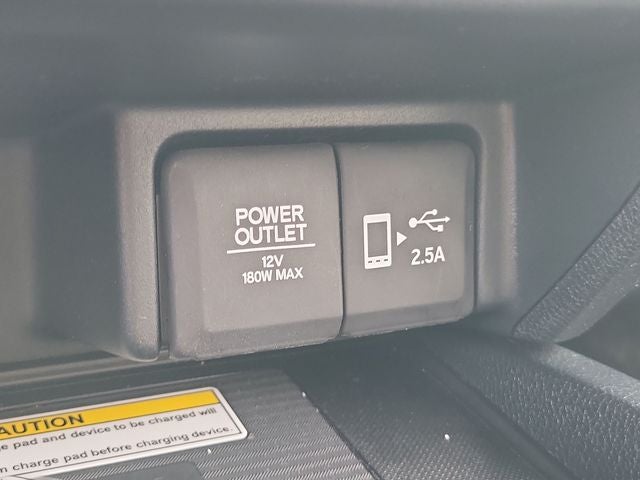 POWER
OUTLET
12V
180W MAX
2.5A
AUTION
e pad and device to be charged will
m charge pad before charging device.